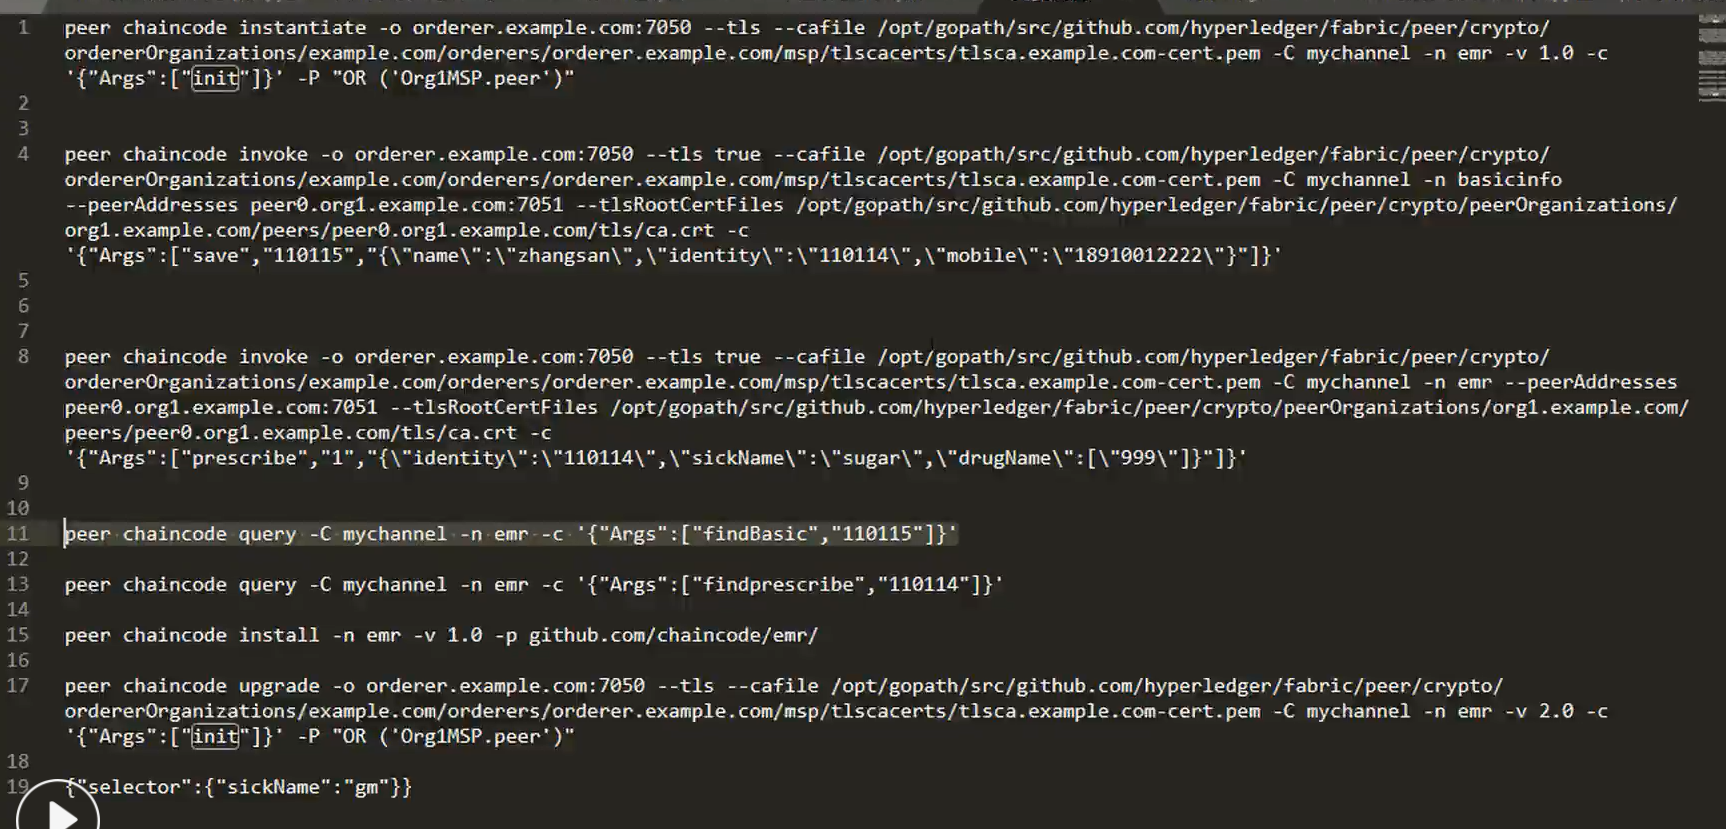 1 peer chaincode instantiate -o orderer.example.com:7050 --tls --cafile /opt/gopath/src/github.com/hyperledger/fabric/peer/crypto/
ordererOrganizations/example.com/orderers/orderer.example.com/msp/tlscacerts/tlsca.example.com-cert.pem -C mychannel -n emr -v 1.0 -c
'{"Args":["init"]}' -P "OR ('Org1MSP.peer')"
2
3
4 peer chaincode invoke -o orderer.example.com:7050 --tls true --cafile /opt/gopath/src/github.com/hyperledger/fabric/peer/crypto/
ordererOrganizations/example.com/orderers/orderer.example.com/msp/tlscacerts/tlsca.example.com-cert.pem -C mychannel -n basicinfo
--peerAddresses peer0.org1.example.com:7051 --tlsRootCertFiles /opt/gopath/src/github.com/hyperledger/fabric/peer/crypto/peerOrganizations/
org1.example.com/peers/peer0.org1.example.com/tls/ca.crt -c
'{"Args":["save","110115","{\"name\":\"zhangsan\",\"identity\":\"110114\",\"mobile\":\"18910012222\"}"]}'
5
6
7
8 peer chaincode invoke -o orderer.example.com:7050 --tls true --cafile /opt/gopath/src/github.com/hyperledger/fabric/peer/crypto/
ordererOrganizations/example.com/orderers/orderer.example.com/msp/tlscacerts/tlsca.example.com-cert.pem -C mychannel -n emr --peerAddresses
peer0.org1.example.com:7051 --tlsRootCertFiles /opt/gopath/src/github.com/hyperledger/fabric/peer/crypto/peerOrganizations/org1.example.com/
peers/peer0.org1.example.com/tls/ca.crt -c
'{"Args":["prescribe","1","{\"identity\":\"110114\",\"sickName\":\"sugar\",\"drugName\":[\"999\"]}"]}'
9
10
11 peer chaincode query -C mychannel -n emr -c '{"Args":["findBasic","110115"]}'
12
13 peer chaincode query -C mychannel -n emr -c '{"Args":["findprescribe","110114"]}'
14
15 peer chaincode install -n emr -v 1.0 -p github.com/chaincode/emr/
16
17 peer chaincode upgrade -o orderer.example.com:7050 --tls --cafile /opt/gopath/src/github.com/hyperledger/fabric/peer/crypto/
ordererOrganizations/example.com/orderers/orderer.example.com/msp/tlscacerts/tlsca.example.com-cert.pem -C mychannel -n emr -v 2.0 -c
'{"Args":["init"]}' -P "OR ('Org1MSP.peer')"
18
19 {"selector":{"sickName":"gm"}}